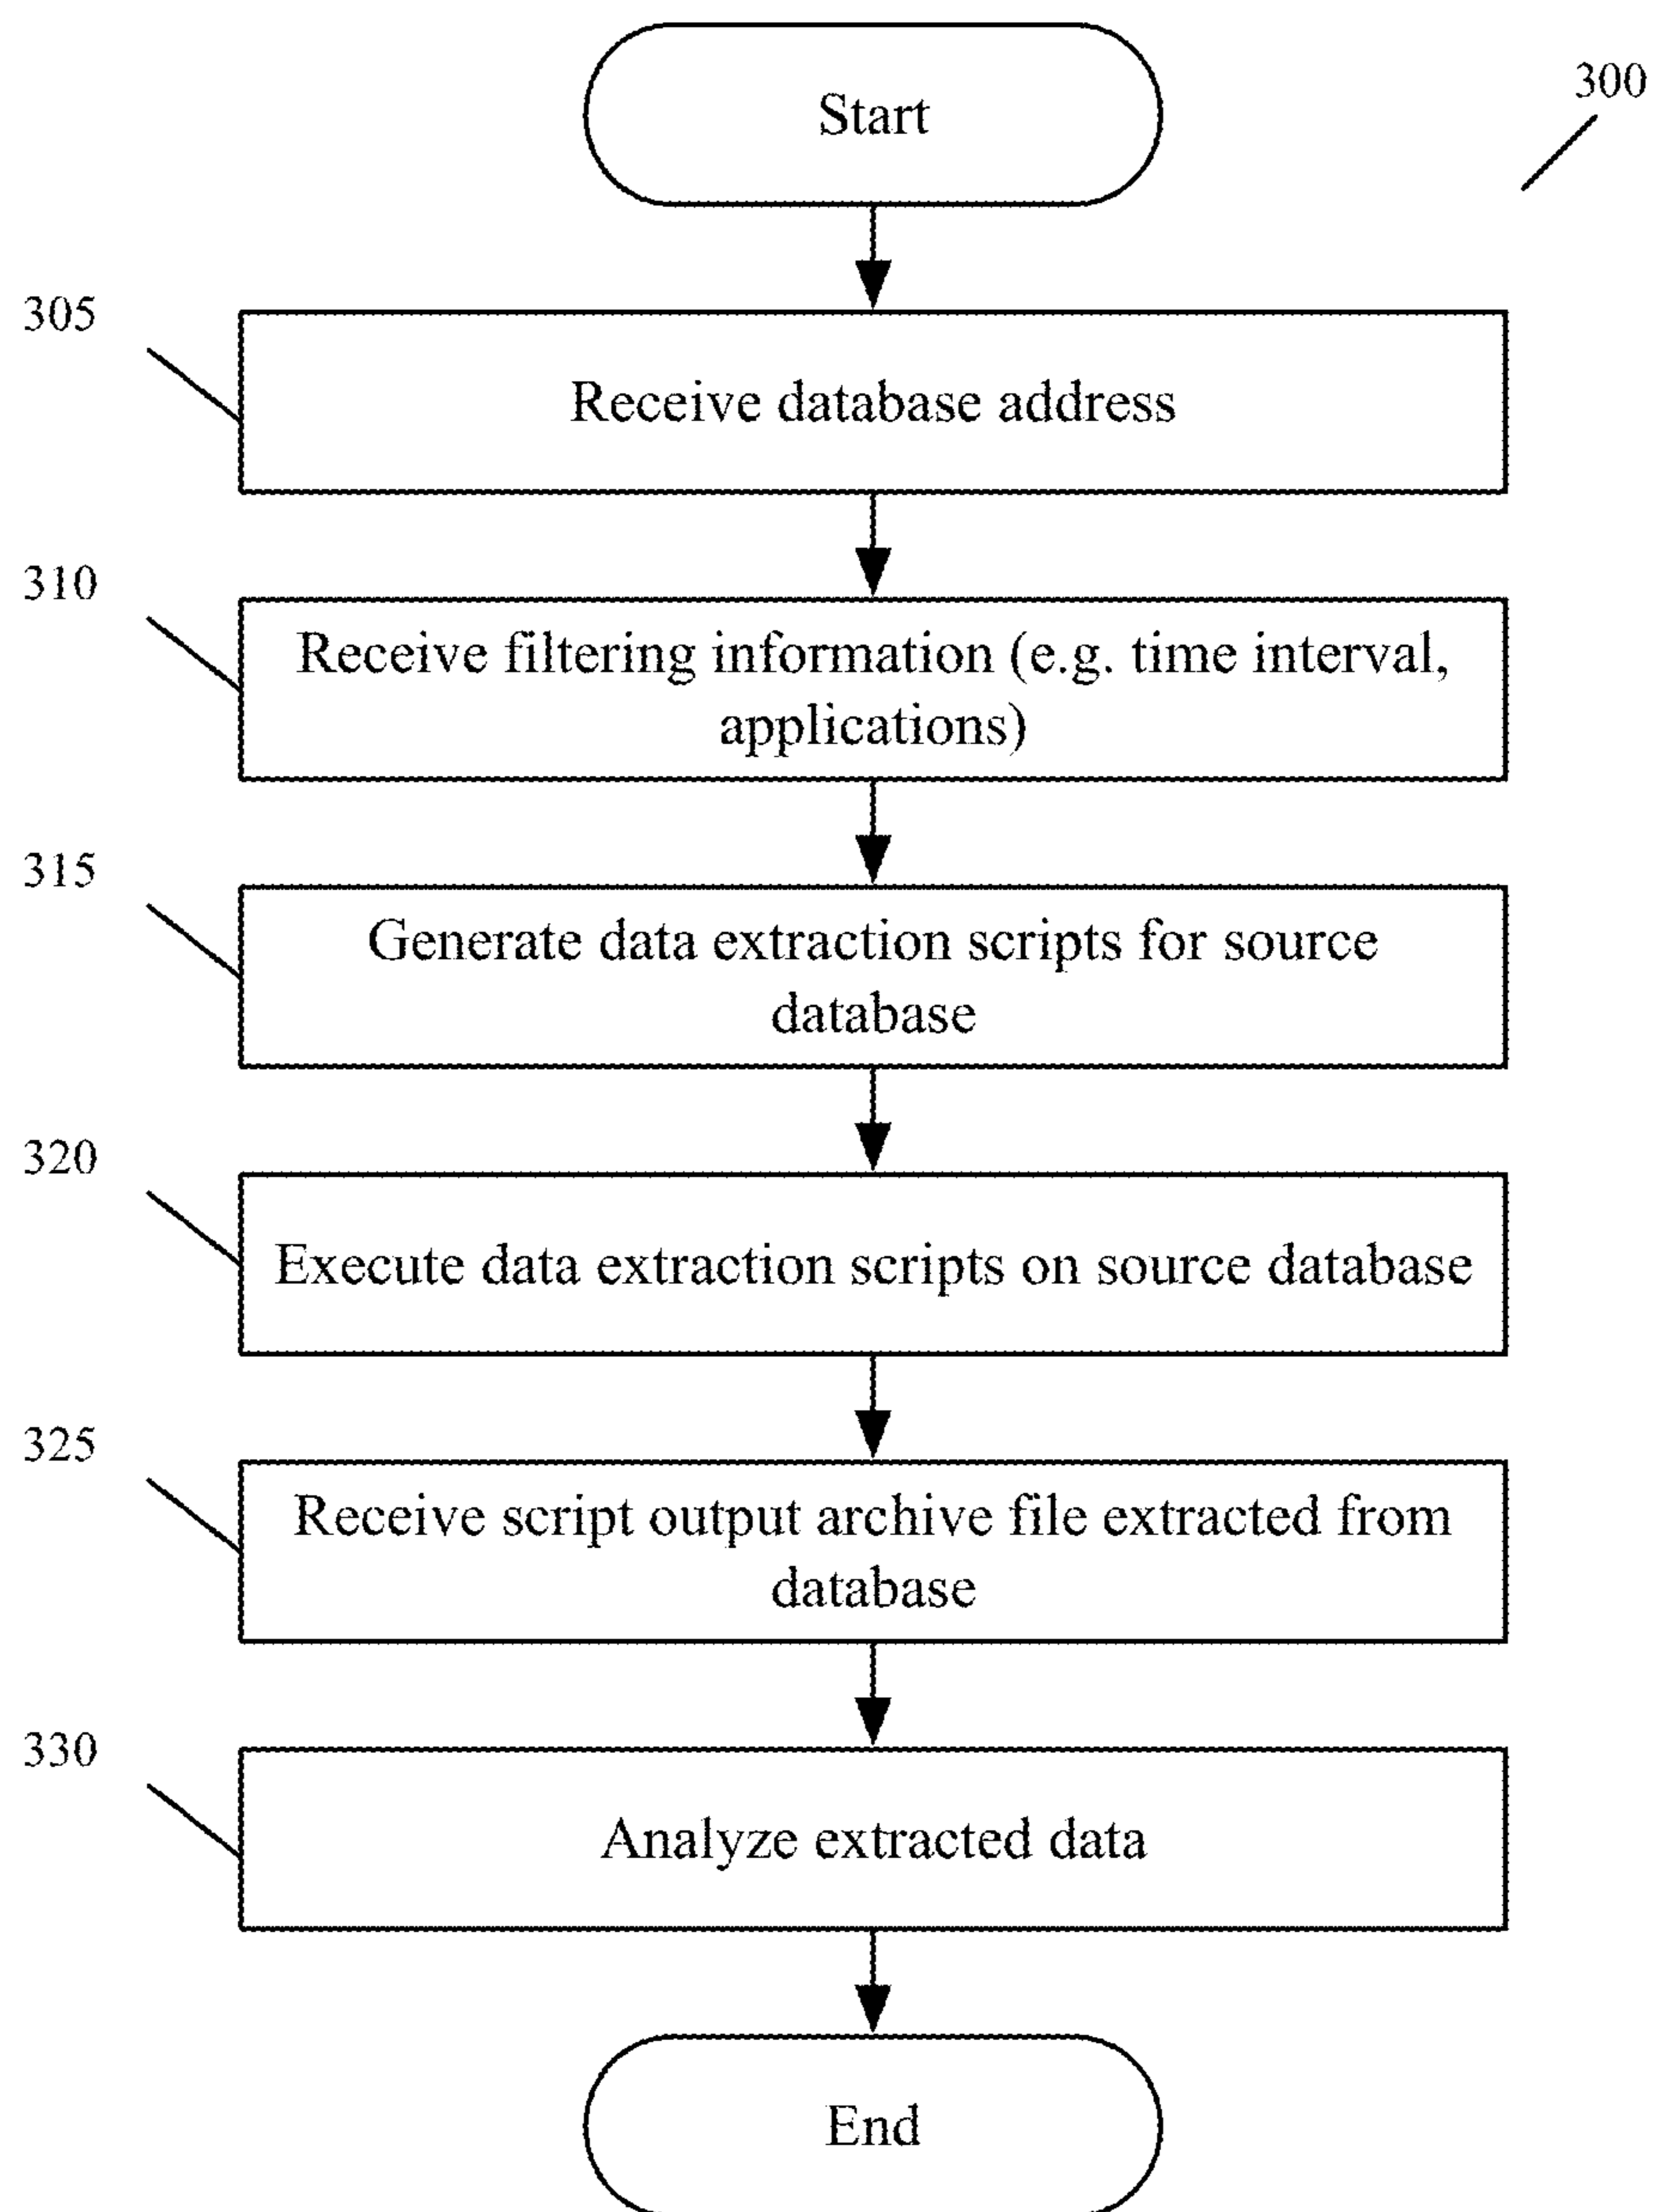 Start
300
305
Receive database address
310
Receive filtering information (e.g. time interval,
applications)
315
Generate data extraction scripts for source
database
320
Execute data extraction scripts on source database
325
Receive script output archive file extracted from
database
330
Analyze extracted data
End